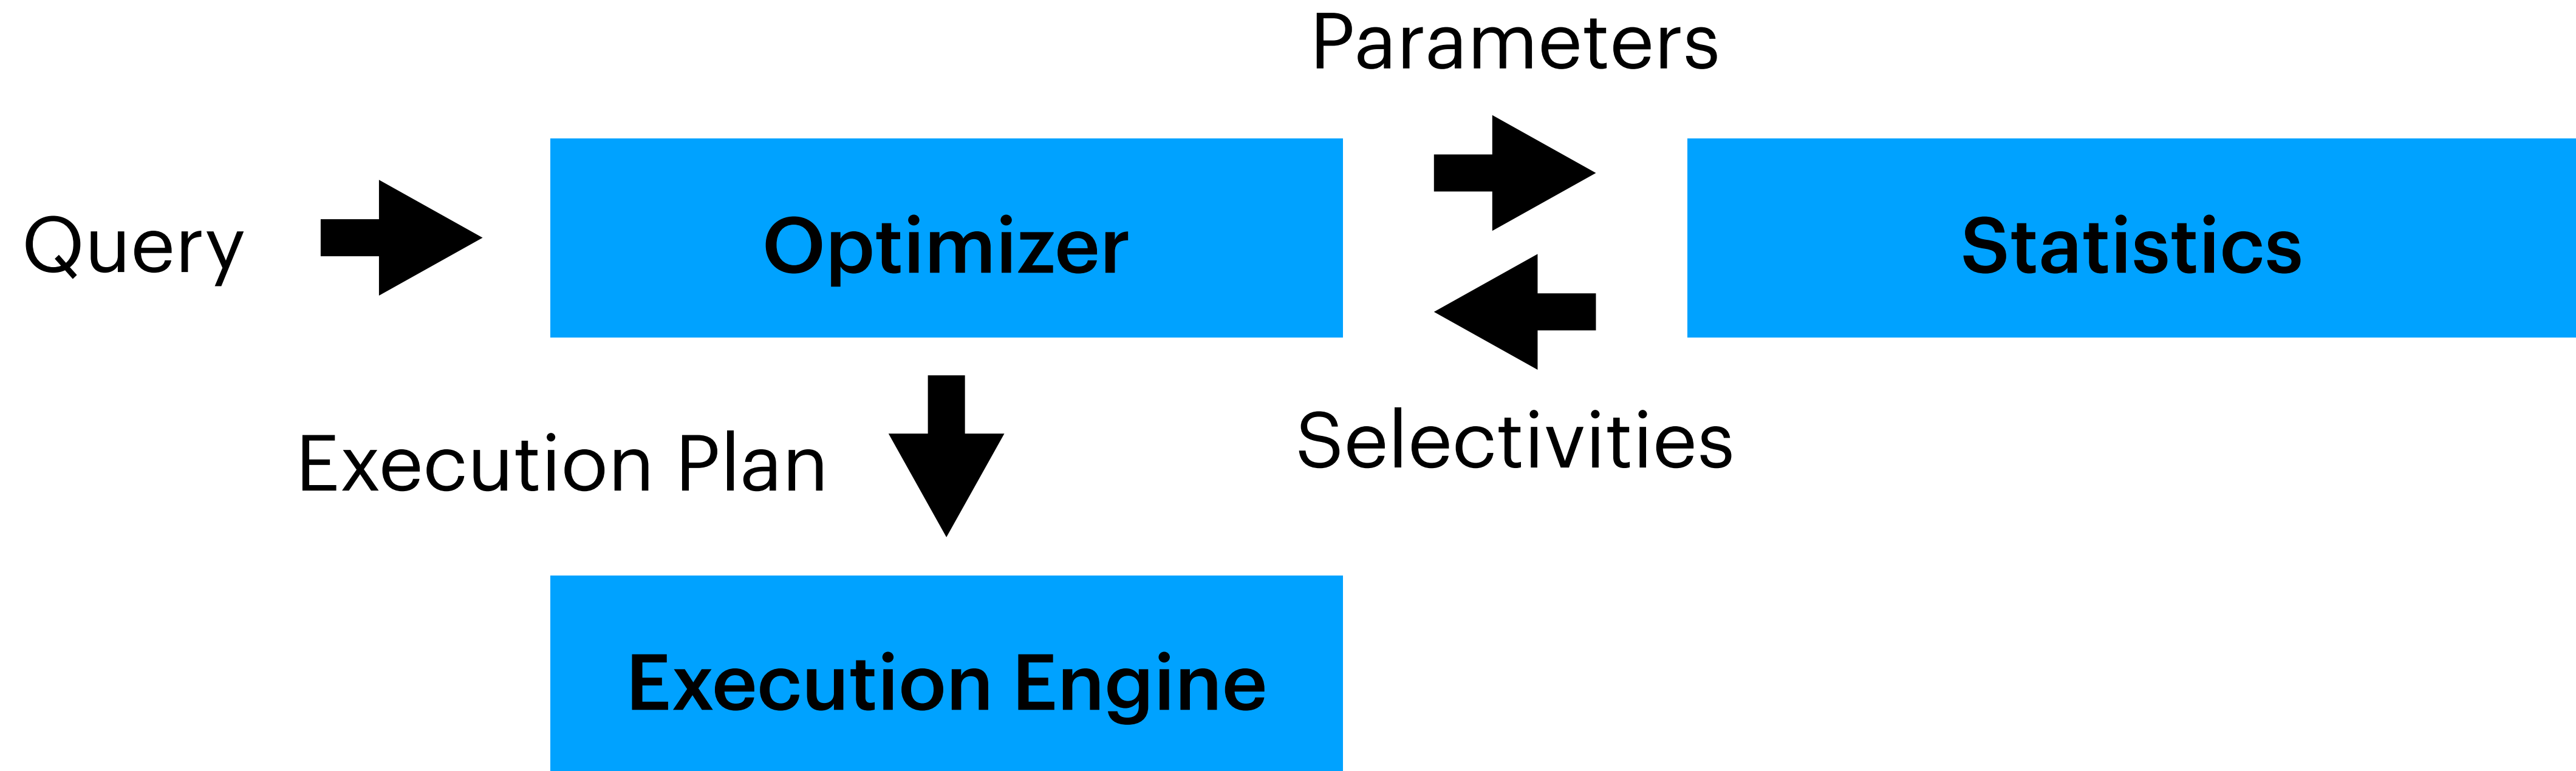 Parameters
Query
Optimizer
Statistics
Selectivities
Execution Plan
Execution Engine